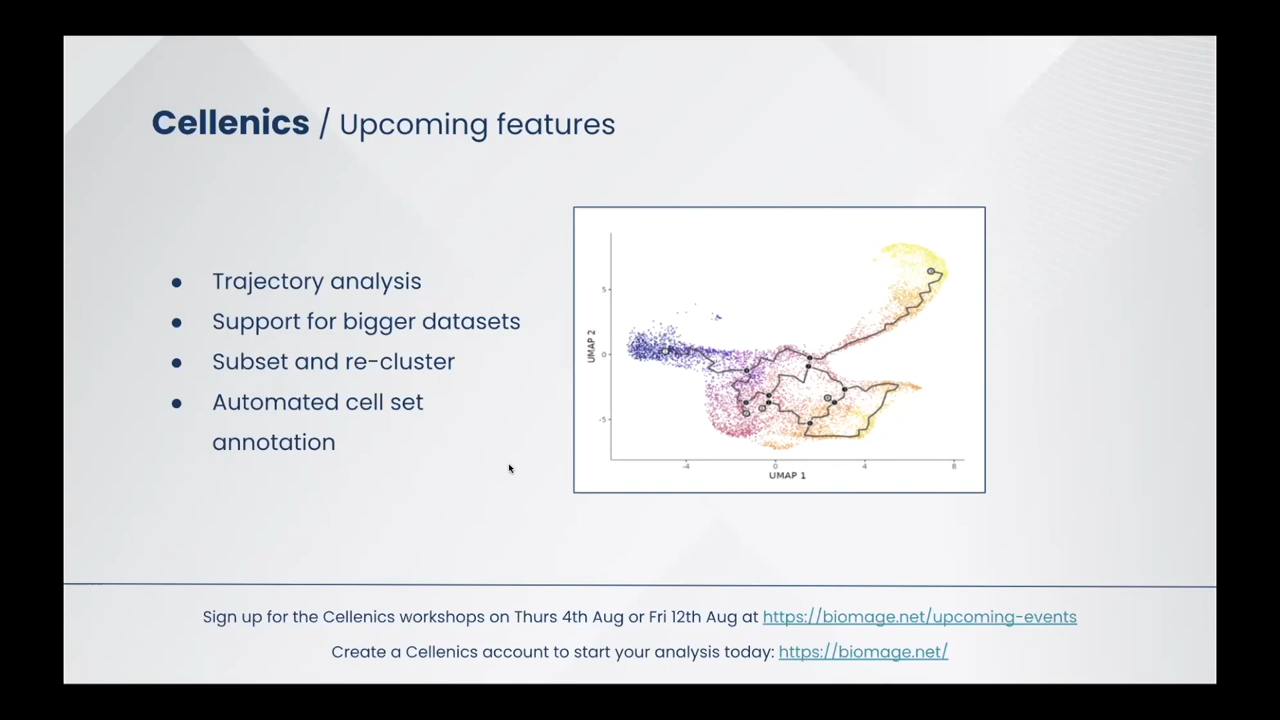 Cellenics / Upcoming features
● Trajectory analysis
● Support for bigger datasets
● Subset and re-cluster
● Automated cell set
annotation
UMAP 2
5
0
-5
-4
0
4
8
UMAP 1
Sign up for the Cellenics workshops on Thurs 4th Aug or Fri 12th Aug at https://biomage.net/upcoming-events
Create a Cellenics account to start your analysis today: https://biomage.net/